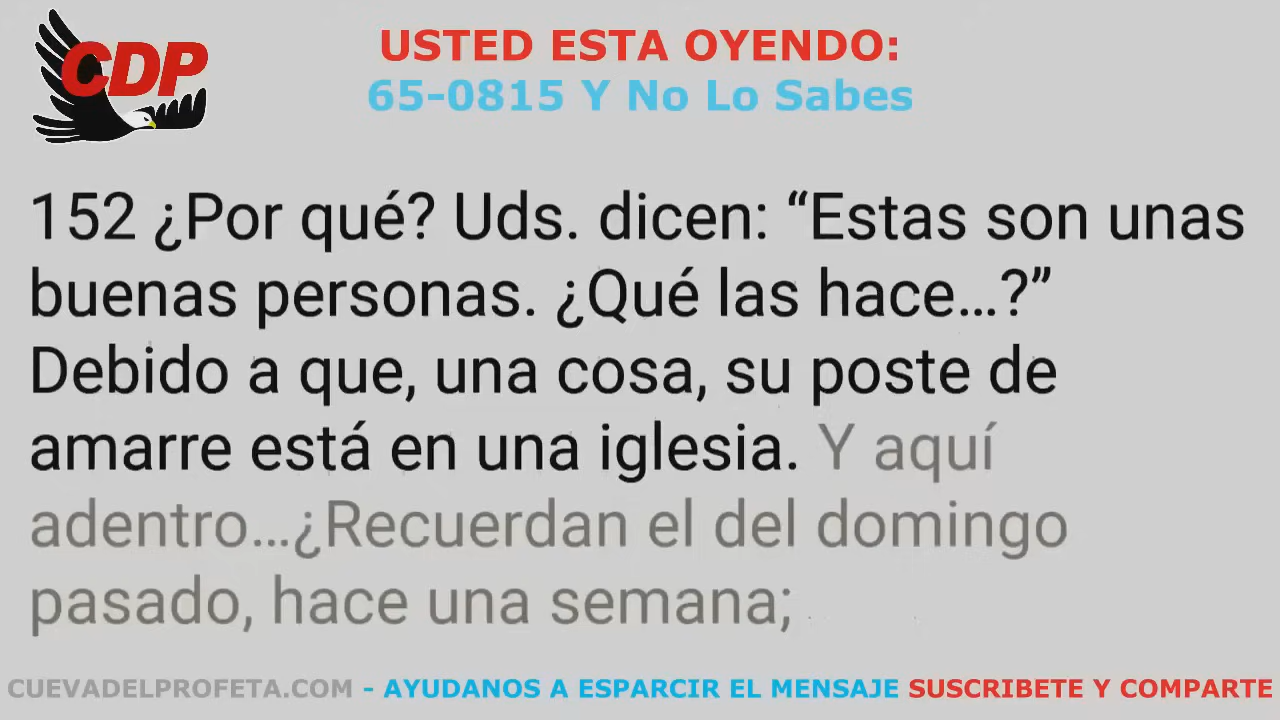 CDP
USTED ESTA OYENDO:
65-0815 Y No Lo Sabes
152 ¿Por qué? Uds. dicen: “Estas son unas
buenas personas. ¿Qué las hace…?”
Debido a que, una cosa, su poste de
amarre está en una iglesia. Y aquí
adentro…¿Recuerdan el del domingo
pasado, hace una semana;
CUEVADELPROFETA.COM - AYUDANOS A ESPARCIR EL MENSAJE SUSCRIBETE Y COMPARTE